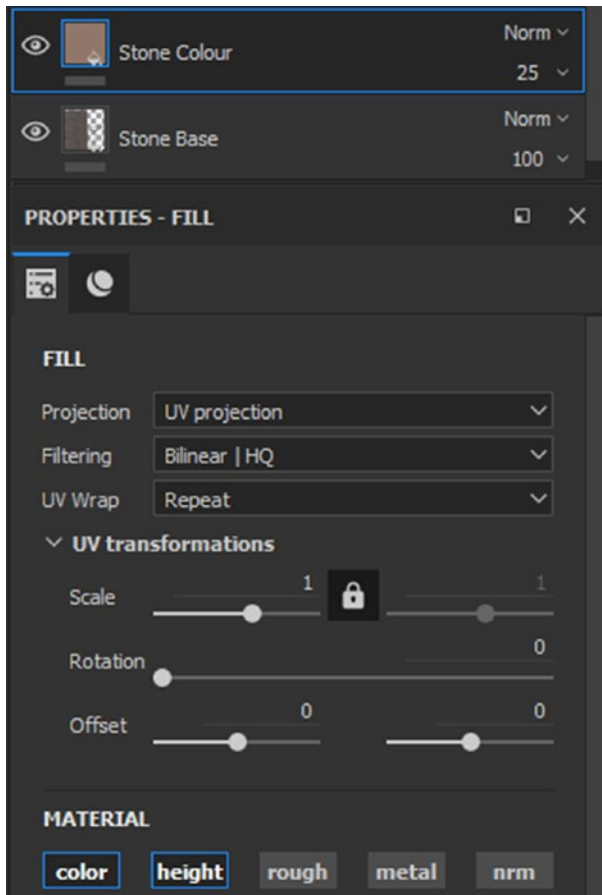 Norm
Stone Colour
25
Norm
Stone Base
100
PROPERTIES - FILL
FILL
Projection UV projection
Filtering Bilinear | HQ
UV Wrap Repeat
UV transformations
Scale 1 1
Rotation 0
Offset 0 0
MATERIAL
color height rough metal nrm